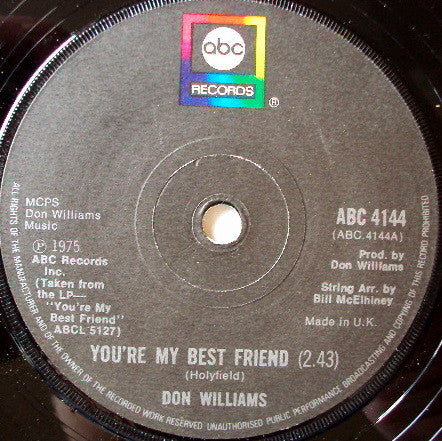 abc
RECORDS
®
MCPS
Don Williams
Music
Ⓟ 1975
ABC Records
Inc.
(Taken from
the LP—
"You're My
Best Friend"
ABCL 5127)
ABC 4144
(ABC.4144A)
Prod. by
Don Williams
String Arr. by
Bill McElhiney
Made in U.K.
YOU'RE MY BEST FRIEND (2.43)
(Holyfield)
DON WILLIAMS
ALL RIGHTS OF THE MANUFACTURER AND OF THE OWNER OF THE RECORDED WORK RESERVED UNAUTHORISED PUBLIC PERFORMANCE BROADCASTING AND COPYING OF THIS RECORD PROHIBITED